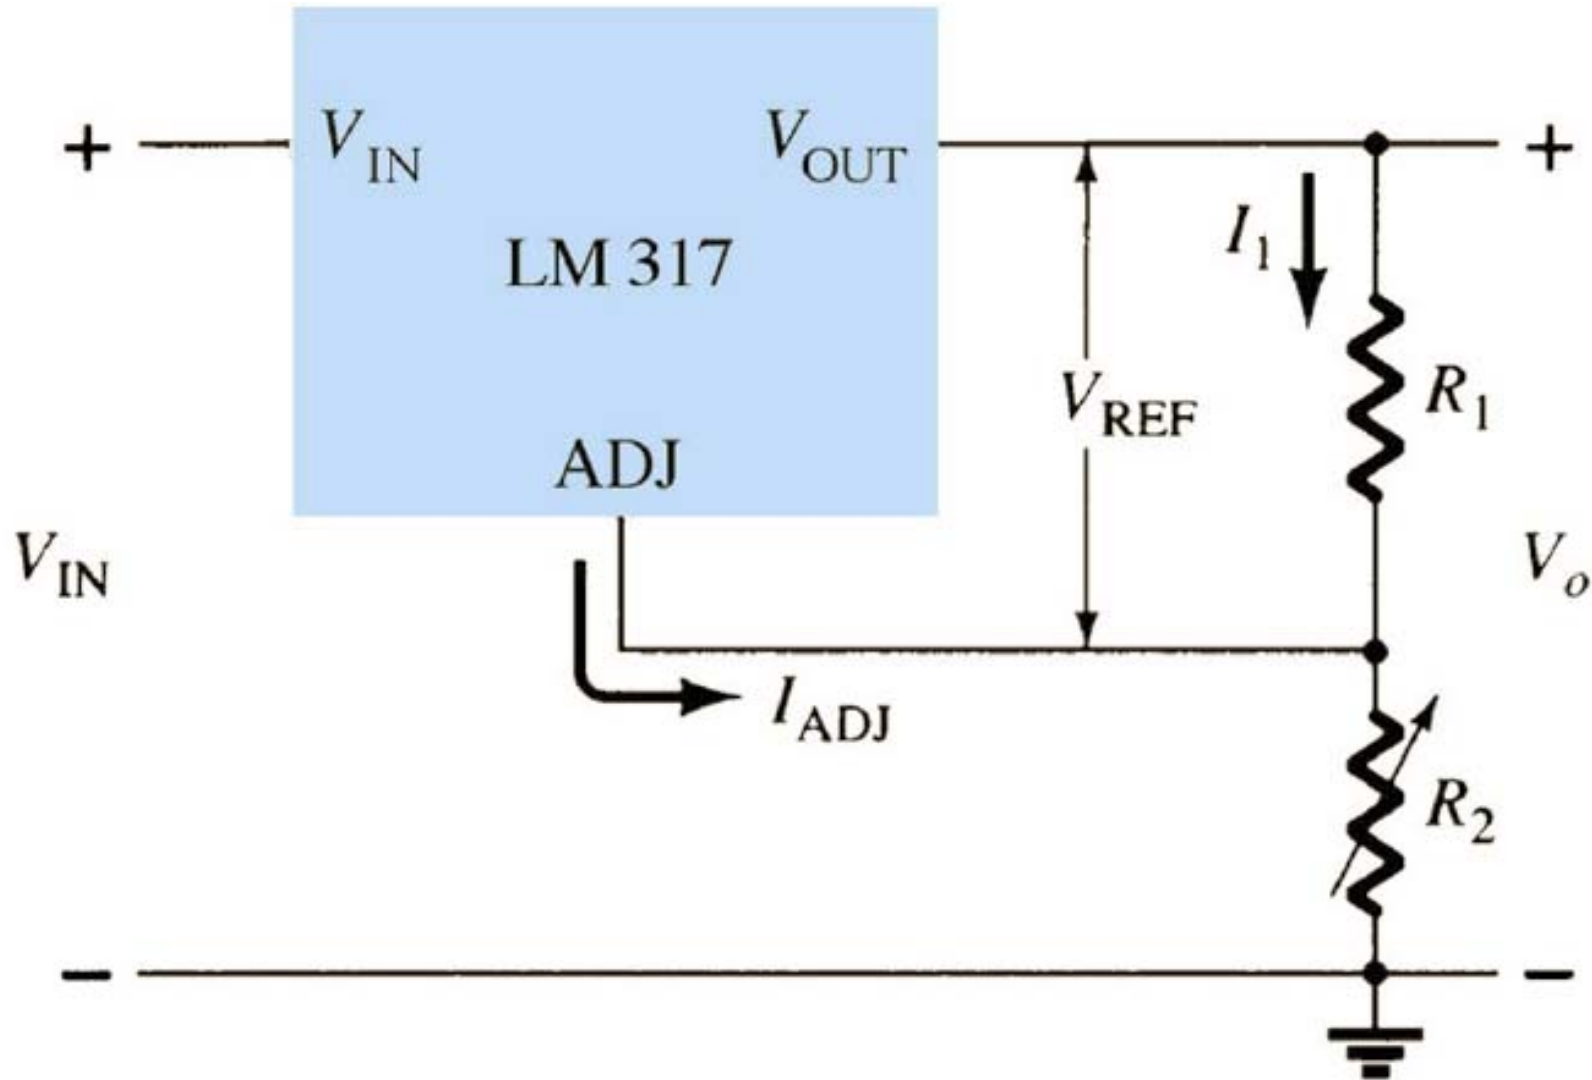 + V_IN V_OUT +
LM 317
I_1
R_1
V_REF
ADJ
V_IN
V_o
I_ADJ
R_2
− −